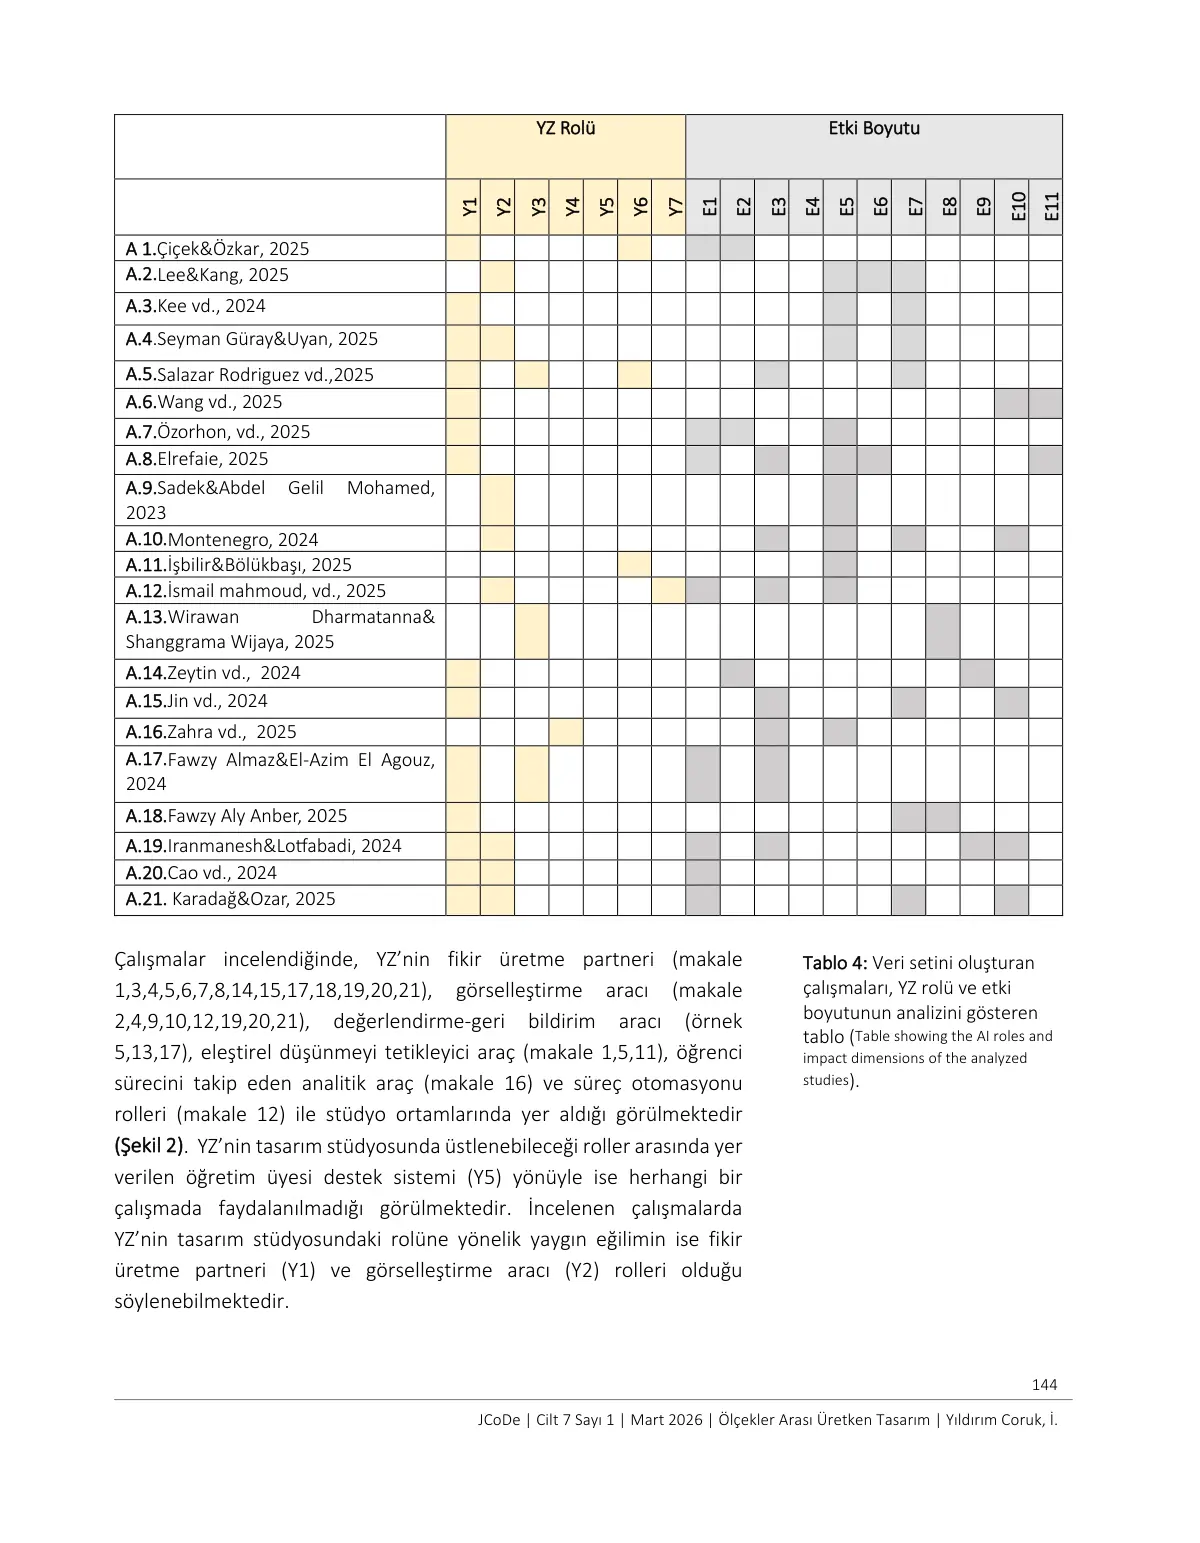 YZ Rolü Etki Boyutu
Y1 Y2 Y3 Y4 Y5 Y6 Y7 E1 E2 E3 E4 E5 E6 E7 E8 E9 E10 E11
A 1.Çiçek&Özkar, 2025
A.2.Lee&Kang, 2025
A.3.Kee vd., 2024
A.4.Seyman Güray&Uyan, 2025
A.5.Salazar Rodriguez vd.,2025
A.6.Wang vd., 2025
A.7.Özorhon, vd., 2025
A.8.Elrefaie, 2025
A.9.Sadek&Abdel Gelil Mohamed,
2023
A.10.Montenegro, 2024
A.11.İşbilir&Bölükbaşı, 2025
A.12.İsmail mahmoud, vd., 2025
A.13.Wirawan Dharmatanna&
Shanggrama Wijaya, 2025
A.14.Zeytin vd., 2024
A.15.Jin vd., 2024
A.16.Zahra vd., 2025
A.17.Fawzy Almaz&El-Azim El Agouz,
2024
A.18.Fawzy Aly Anber, 2025
A.19.Iranmanesh&Lotfabadi, 2024
A.20.Cao vd., 2024
A.21. Karadağ&Ozar, 2025
Çalışmalar incelendiğinde, YZ’nin fikir üretme partneri (makale
1,3,4,5,6,7,8,14,15,17,18,19,20,21), görselleştirme aracı (makale
2,4,9,10,12,19,20,21), değerlendirme-geri bildirim aracı (örnek
5,13,17), eleştirel düşünmeyi tetikleyici araç (makale 1,5,11), öğrenci
sürecini takip eden analitik araç (makale 16) ve süreç otomasyonu
rolleri (makale 12) ile stüdyo ortamlarında yer aldığı görülmektedir
(Şekil 2). YZ’nin tasarım stüdyosunda üstlenebileceği roller arasında yer
verilen öğretim üyesi destek sistemi (Y5) yönüyle ise herhangi bir
çalışmada faydalanılmadığı görülmektedir. İncelenen çalışmalarda
YZ’nin tasarım stüdyosundaki rolüne yönelik yaygın eğilimin ise fikir
üretme partneri (Y1) ve görselleştirme aracı (Y2) rolleri olduğu
söylenebilmektedir.
Tablo 4: Veri setini oluşturan
çalışmaları, YZ rolü ve etki
boyutunun analizini gösteren
tablo (Table showing the AI roles and
impact dimensions of the analyzed
studies).
144
JCoDe | Cilt 7 Sayı 1 | Mart 2026 | Ölçekler Arası Üretken Tasarım | Yıldırım Coruk, İ.